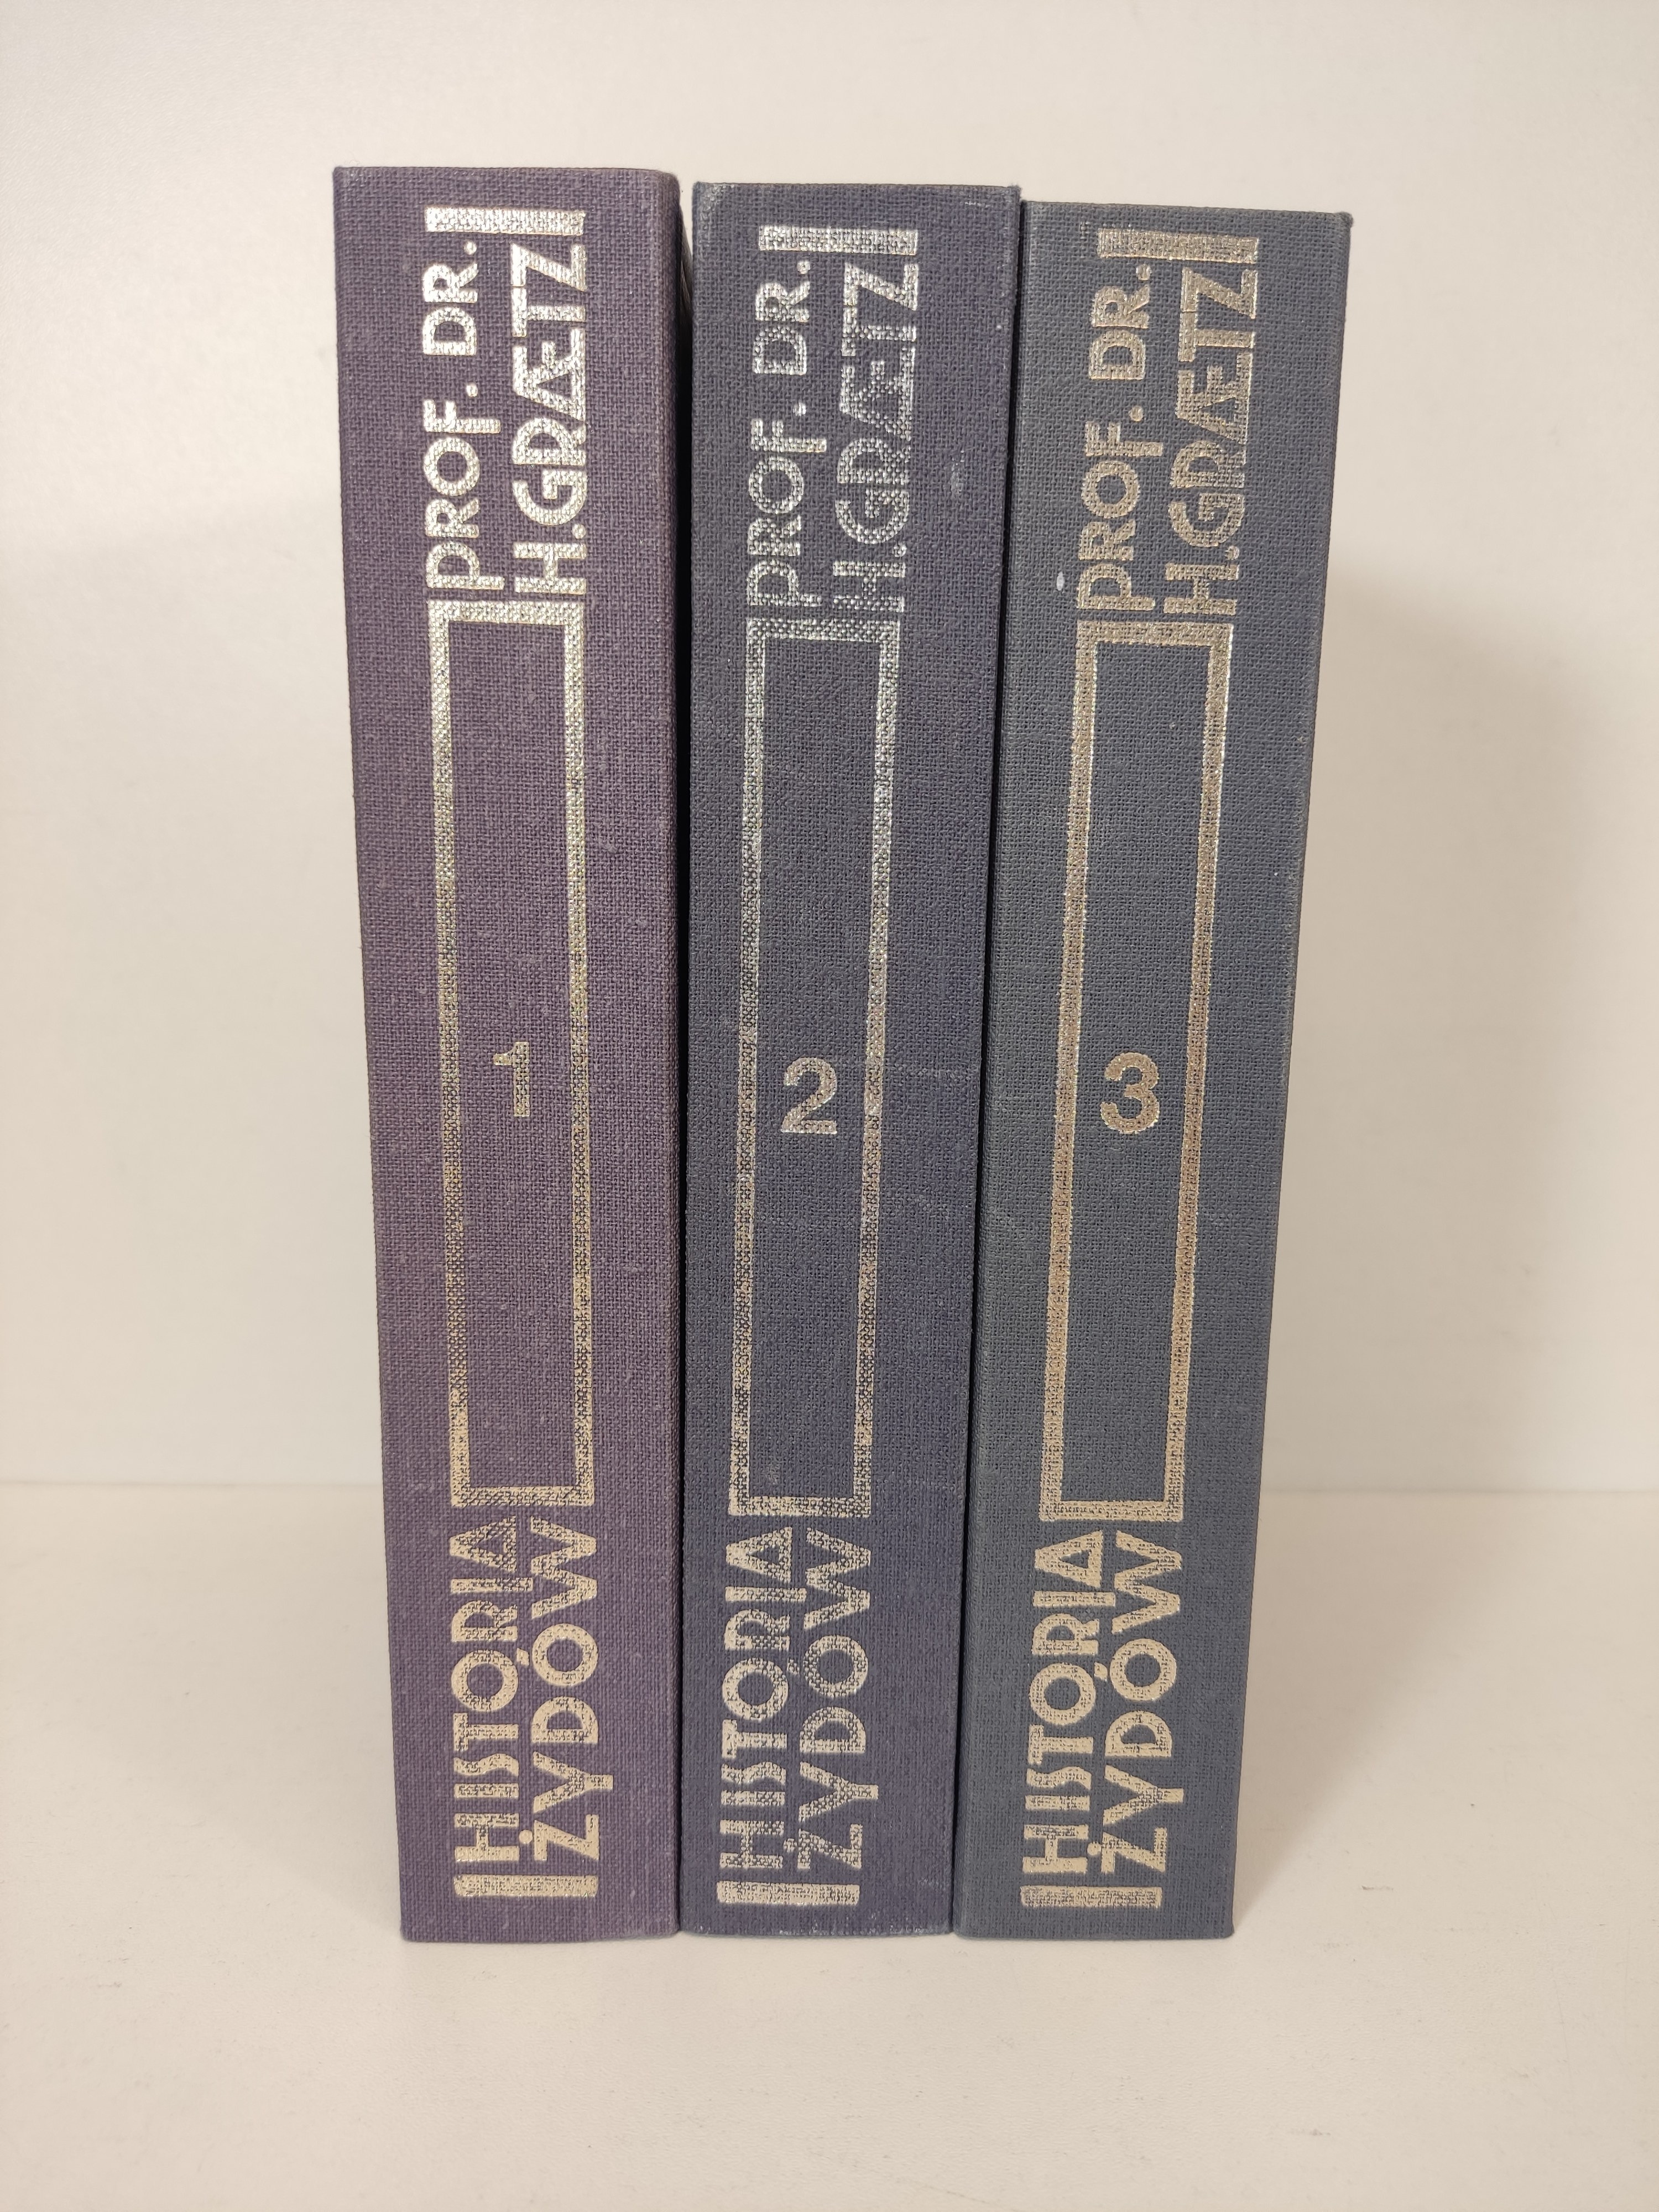 HISTORIA
ŻYDÓW
1
PROF. DR.
H. GRAETZ
HISTORIA
ŻYDÓW
2
PROF. DR.
H. GRAETZ
HISTORIA
ŻYDÓW
3
PROF. DR.
H. GRAETZ